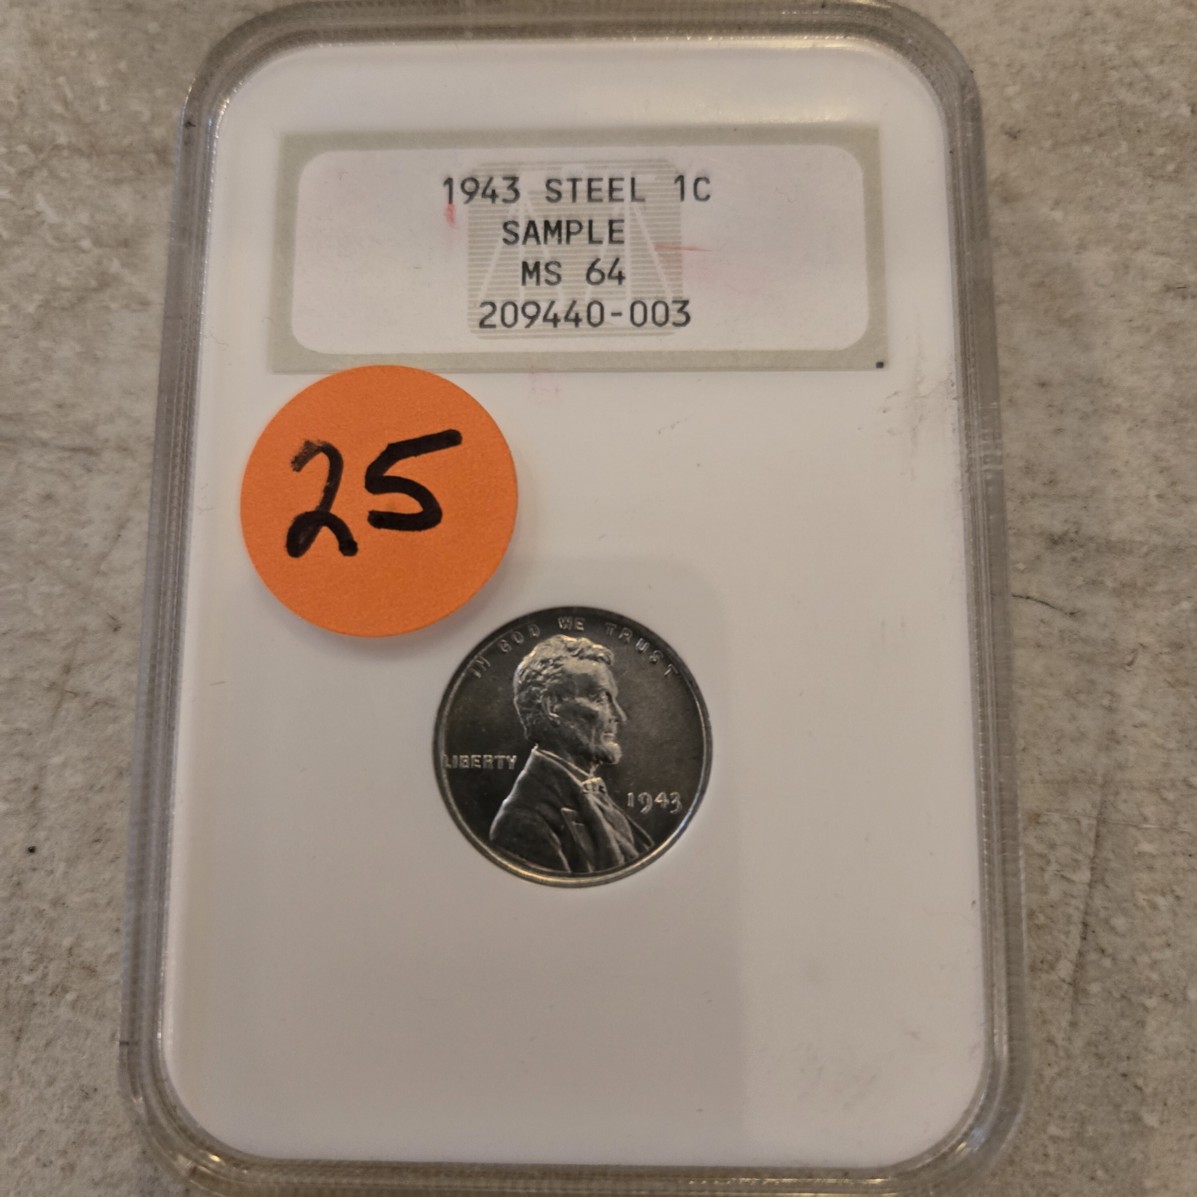 1943 STEEL 1C
SAMPLE
MS 64
209440-003
25
IN GOD WE TRUST
LIBERTY
1943